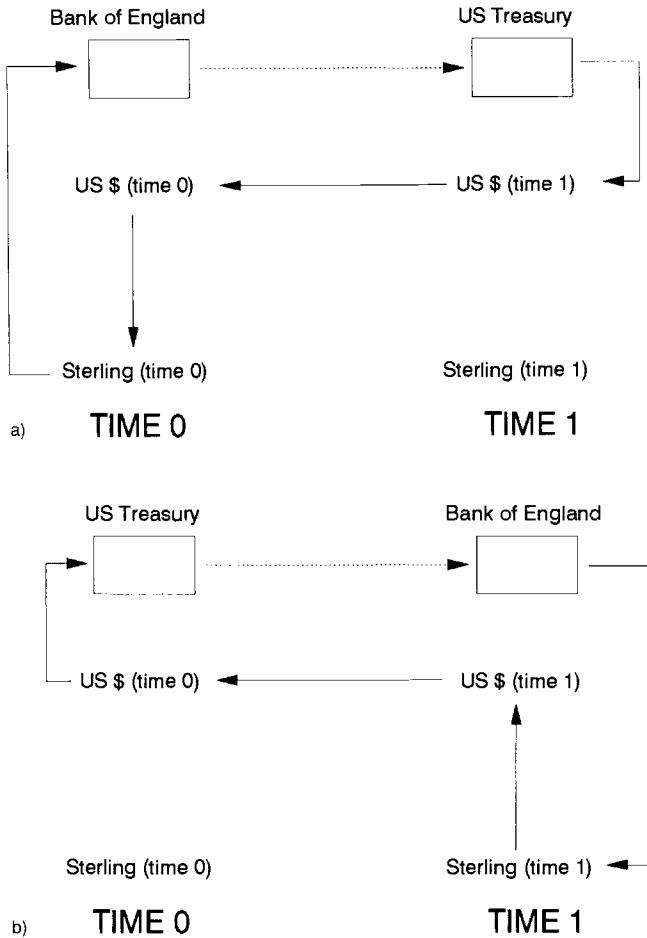 Bank of England
US Treasury
US $ (time 0)
US $ (time 1)
Sterling (time 0)
Sterling (time 1)
a)
TIME 0
TIME 1
US Treasury
Bank of England
US $ (time 0)
US $ (time 1)
Sterling (time 0)
Sterling (time 1)
b)
TIME 0
TIME 1